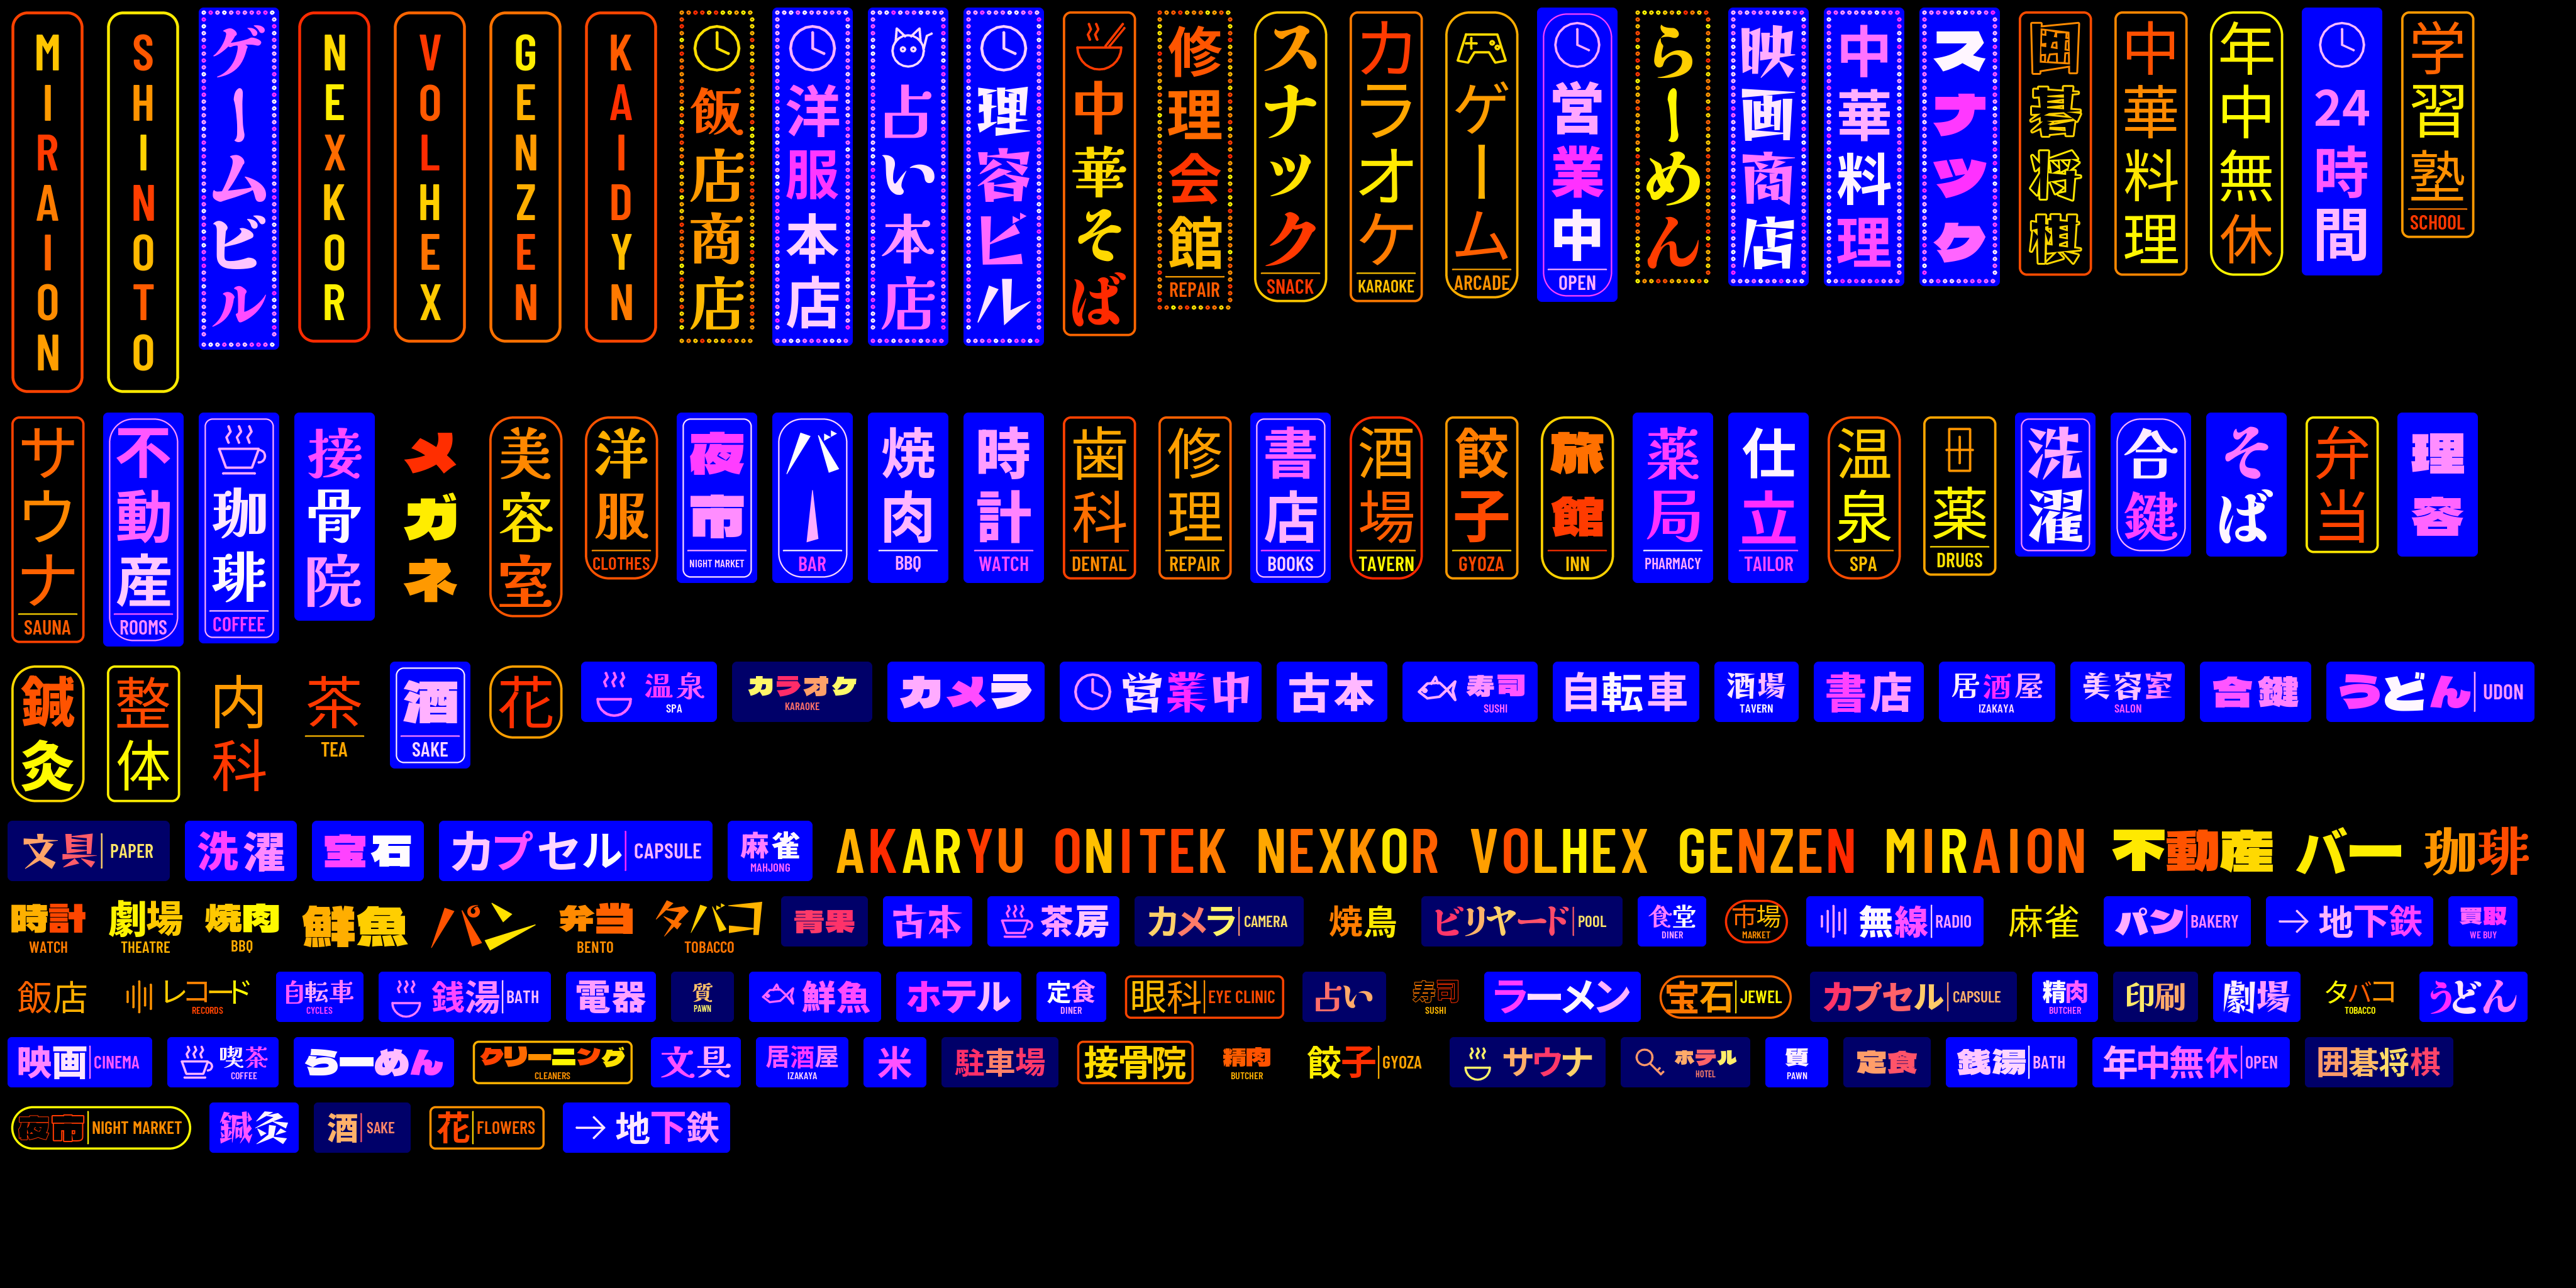 MIRAION
SHINOTO
ゲームビル
NEXKOR
VOLHEX
GENZEN
KAIDYN
飯店商店
洋服本店
占い本店
理容ビル
中華そば
修理会館
REPAIR
スナック
SNACK
カラオケ
KARAOKE
ゲーム
ARCADE
営業中
OPEN
らーめん
映画商店
中華料理
スナック
囲碁将棋
中華料理
年中無休
24時間
学習塾
SCHOOL
サウナ
SAUNA
不動産
ROOMS
珈琲
COFFEE
接骨院
メガネ
美容室
洋服
CLOTHES
夜市
NIGHT MARKET
バー
BAR
焼肉
BBQ
時計
WATCH
歯科
DENTAL
修理
REPAIR
書店
BOOKS
酒場
TAVERN
餃子
GYOZA
旅館
INN
薬局
PHARMACY
仕立
TAILOR
温泉
SPA
薬
DRUGS
洗濯
合鍵
そば
弁当
理容
鍼灸
整体
内科
茶
TEA
酒
SAKE
花
温泉
SPA
カラオケ
KARAOKE
カメラ
営業中
古本
寿司
SUSHI
自転車
酒場
TAVERN
書店
居酒屋
IZAKAYA
美容室
SALON
合鍵
うどん UDON
文具 PAPER
洗濯
宝石
カプセル CAPSULE
麻雀
MAHJONG
AKARYU
ONITEK
NEXKOR
VOLHEX
GENZEN
MIRAION
不動産
バー
珈琲
時計
WATCH
劇場
THEATRE
焼肉
BBQ
鮮魚
パン
弁当
BENTO
タバコ
TOBACCO
青果
古本
茶房
カメラ CAMERA
焼鳥
ビリヤード POOL
食堂
DINER
市場
MARKET
無線 RADIO
麻雀
パン BAKERY
→地下鉄
買取
WE BUY
飯店
レコード
RECORDS
自転車
CYCLES
銭湯 BATH
電器
質
PAWN
鮮魚
ホテル
定食
DINER
眼科 EYE CLINIC
占い
寿司
SUSHI
ラーメン
宝石 JEWEL
カプセル CAPSULE
精肉
BUTCHER
印刷
劇場
タバコ
TOBACCO
うどん
映画 CINEMA
喫茶
COFFEE
らーめん
クリーニング
CLEANERS
文具
居酒屋
IZAKAYA
米
駐車場
接骨院
精肉
BUTCHER
餃子 GYOZA
サウナ
ホテル
HOTEL
質
PAWN
定食
銭湯 BATH
年中無休 OPEN
囲碁将棋
夜市 NIGHT MARKET
鍼灸
酒 SAKE
花 FLOWERS
→地下鉄